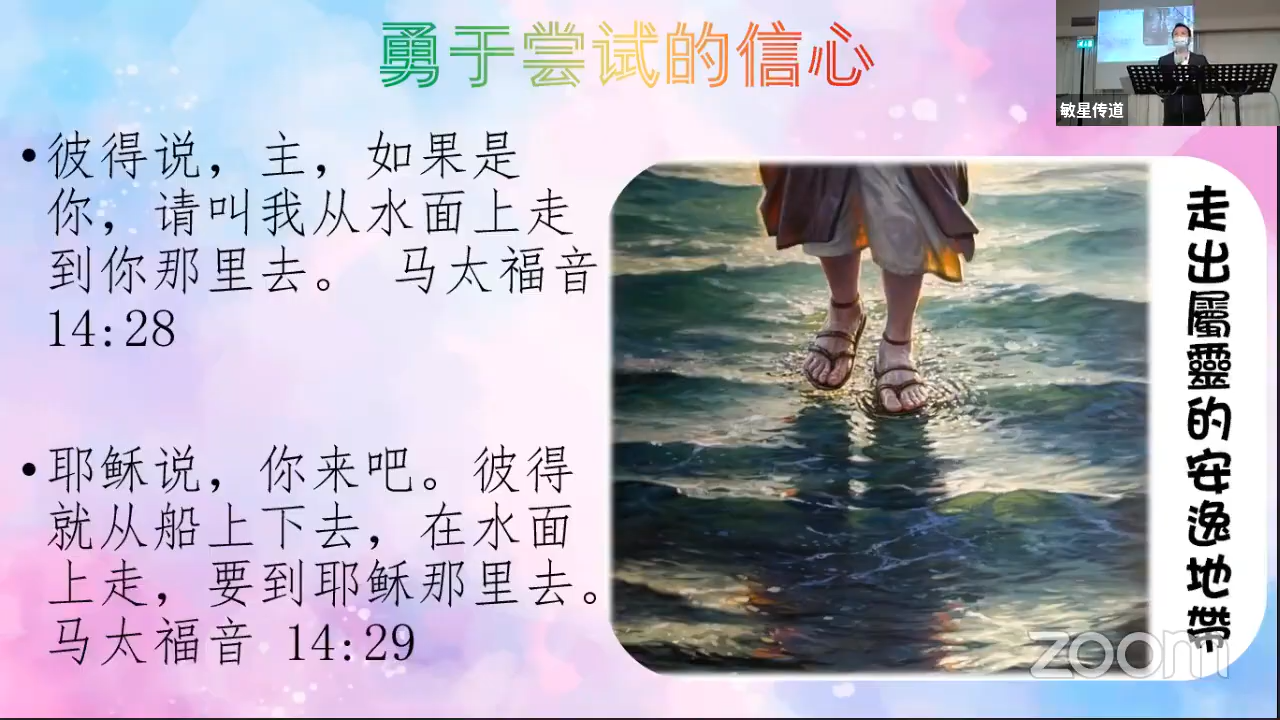 勇于尝试的信心
敏星传道
•彼得说，主，如果是
你，请叫我从水面上走
到你那里去。 马太福音
14:28
•耶稣说，你来吧。彼得
就从船上下去，在水面
上走，要到耶稣那里去。
马太福音 14:29
走出屬靈的安逸地帶
zoom